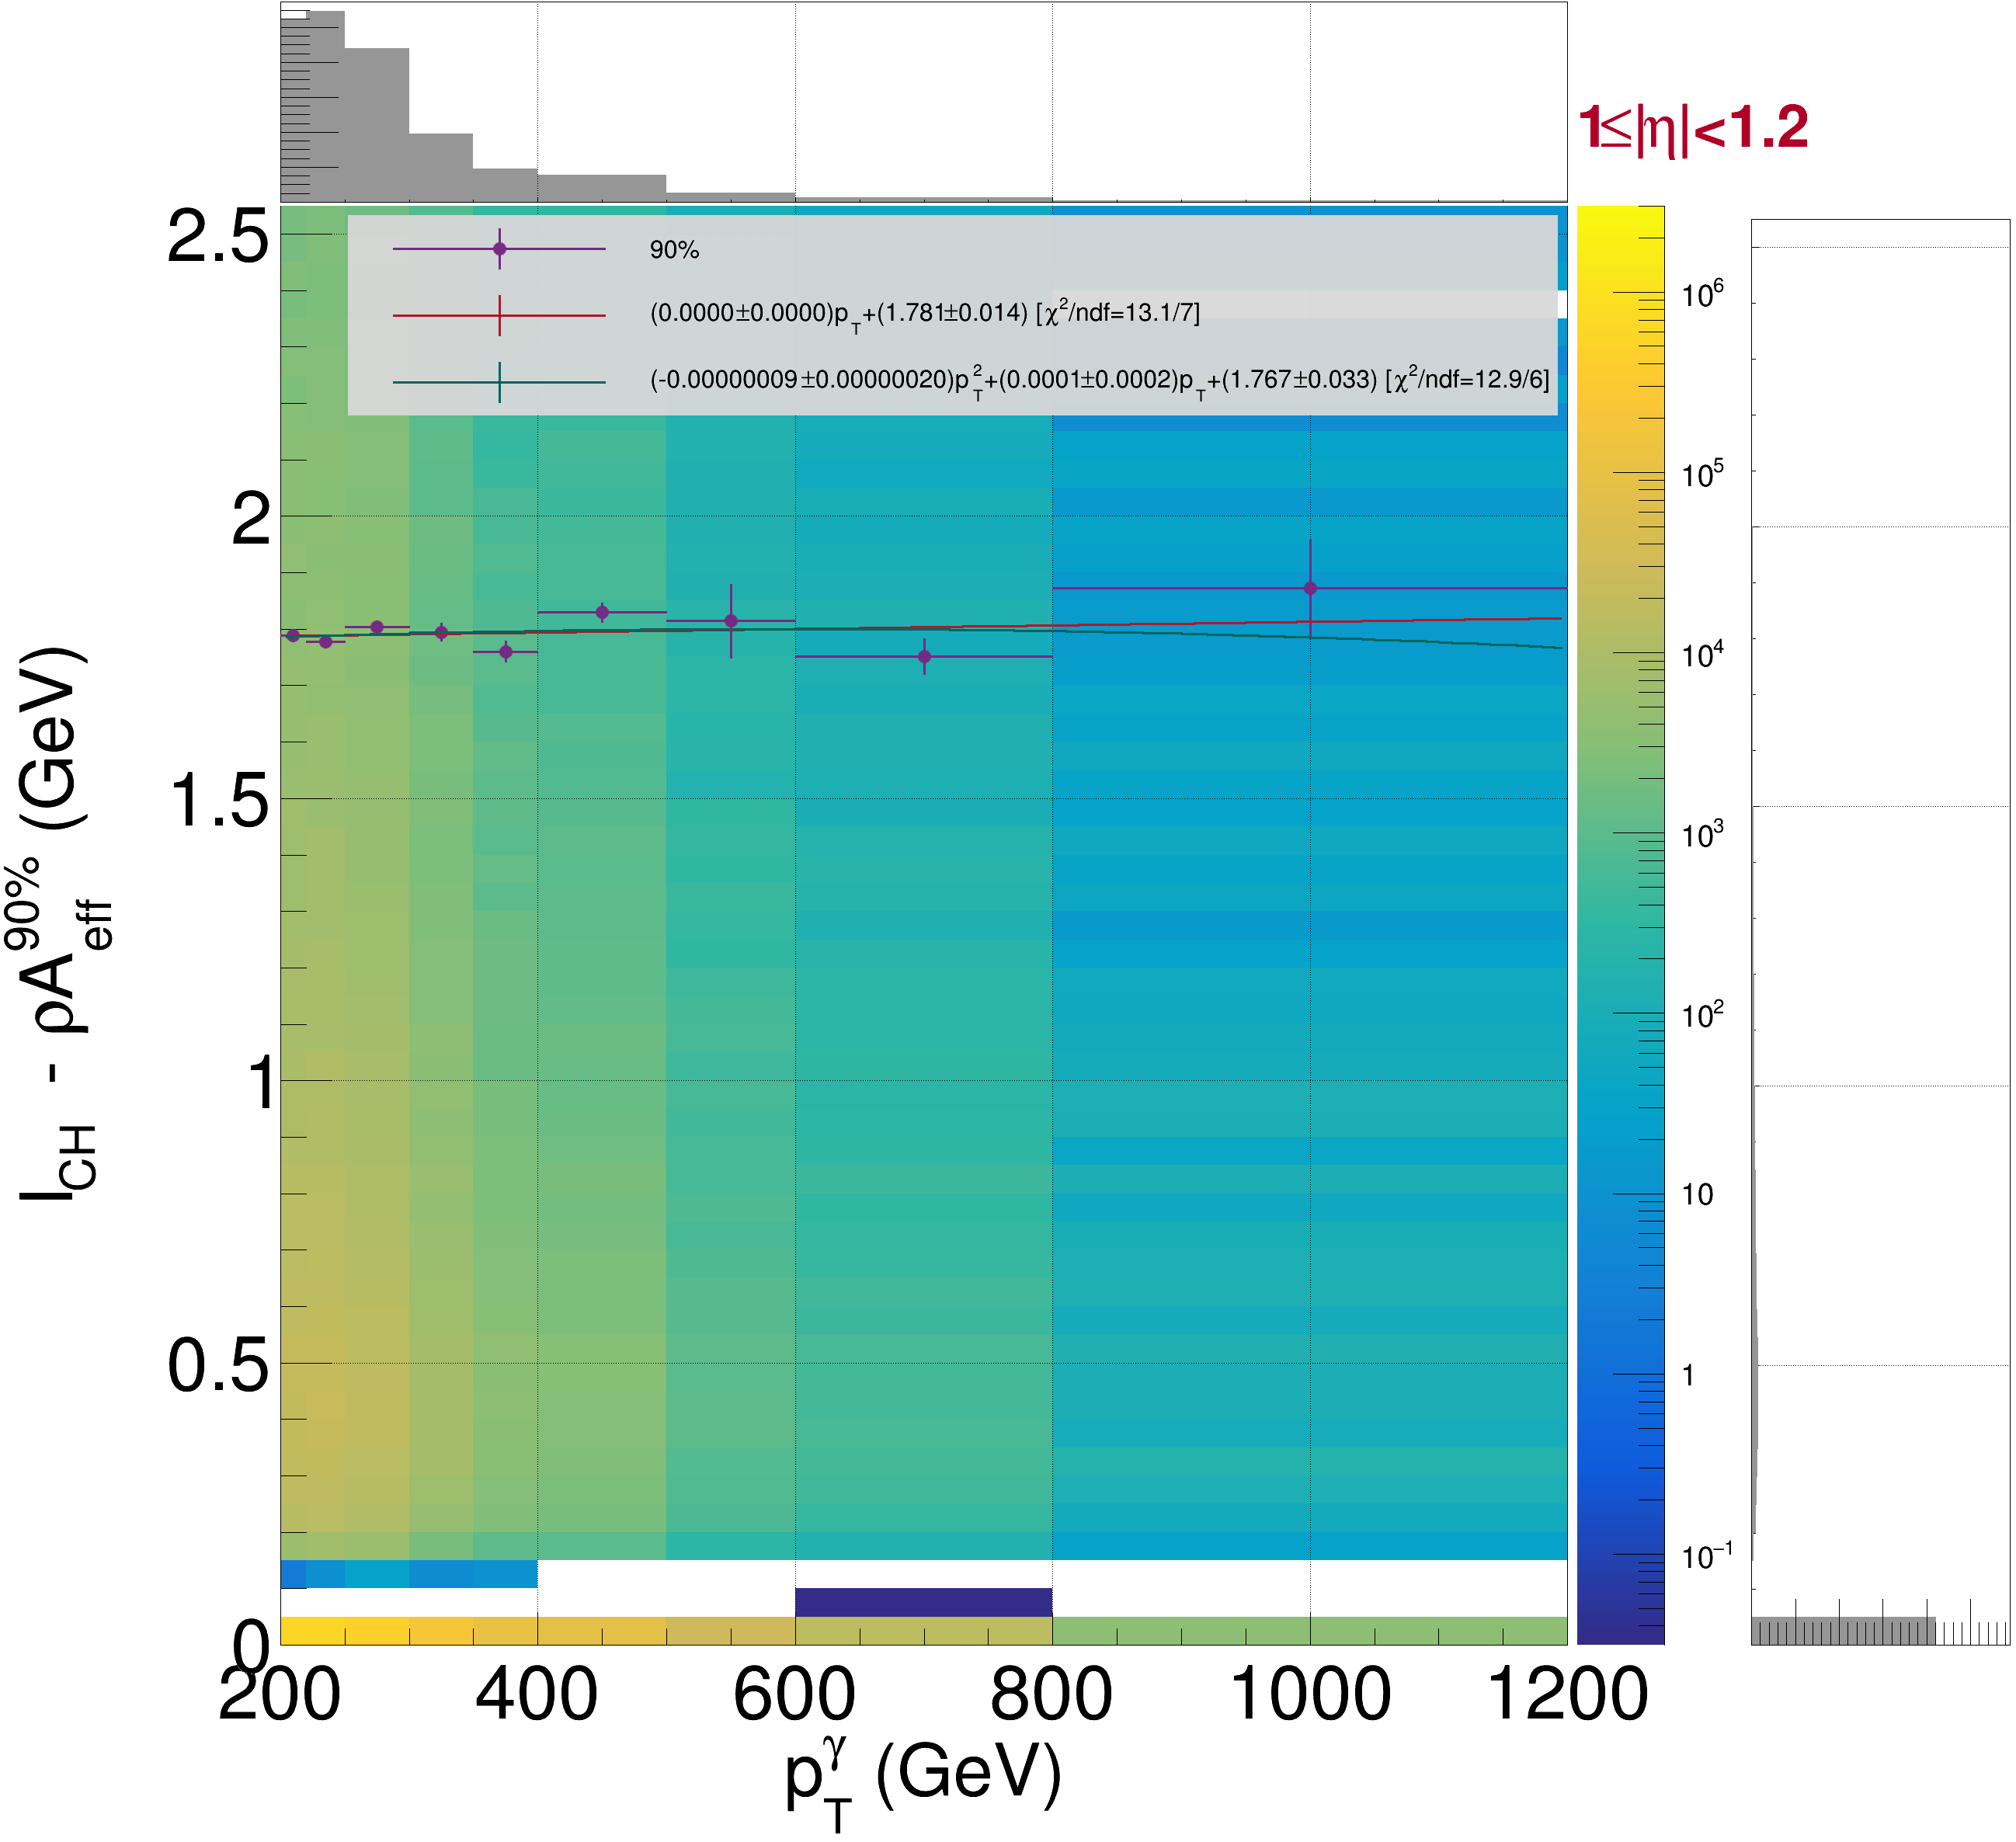 1≤|η|<1.2
90%
(0.0000±0.0000)p_T+(1.781±0.014) [χ²/ndf=13.1/7]
(-0.00000009±0.00000020)p_T²+(0.0001±0.0002)p_T+(1.767±0.033) [χ²/ndf=12.9/6]
2.5
2
1.5
1
0.5
0
I_CH - ρA_eff^90% (GeV)
200 400 600 800 1000 1200
p_T^γ (GeV)
10⁶
10⁵
10⁴
10³
10²
10
1
10⁻¹